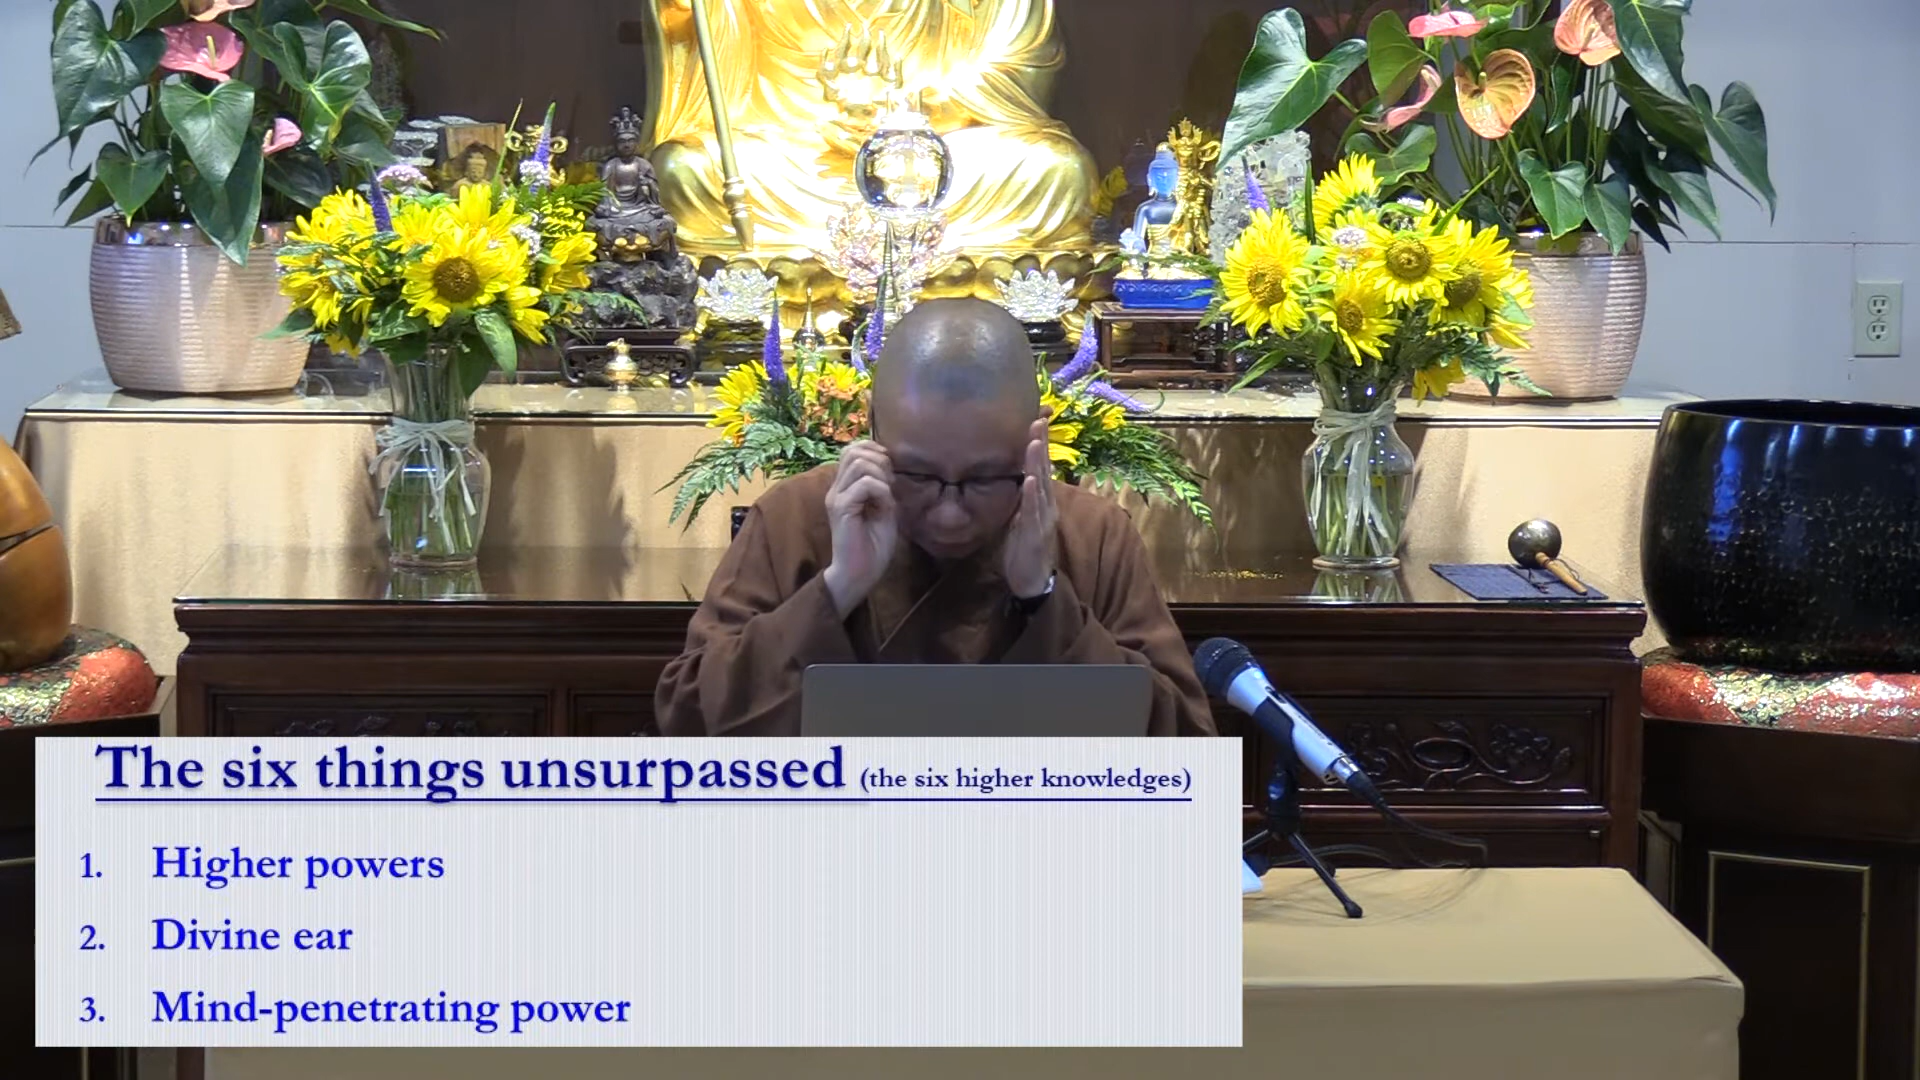 The six things unsurpassed (the six higher knowledges)
1. Higher powers
2. Divine ear
3. Mind-penetrating power